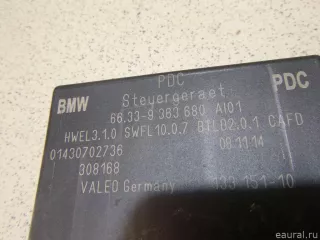 PDC
BMW Steuergeraet PDC
66.33-9 383 680 AI01
HWEL3.1.0 SWFL10.0.7 BTLD2.0.1 CAFD
01430702736 06.11.14
308168
VALEO Germany 133 151-10
eaural.ru